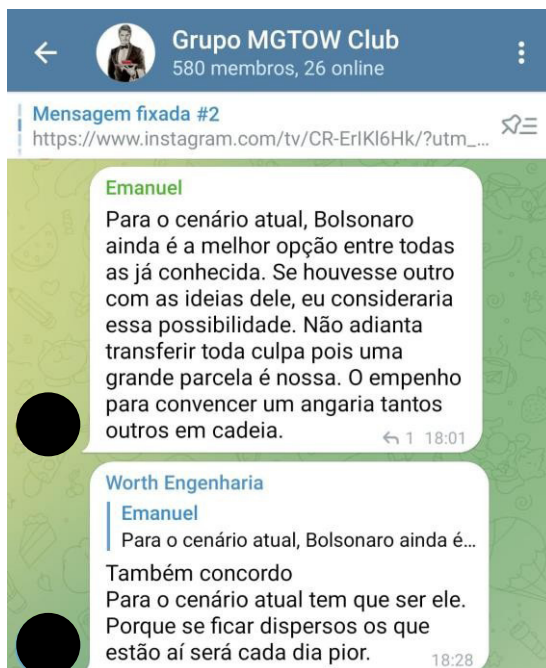 Grupo MGTOW Club
580 membros, 26 online
Mensagem fixada #2
https://www.instagram.com/tv/CR-ErIKl6Hk/?utm_...
Emanuel
Para o cenário atual, Bolsonaro
ainda é a melhor opção entre todas
as já conhecida. Se houvesse outro
com as ideias dele, eu consideraria
essa possibilidade. Não adianta
transferir toda culpa pois uma
grande parcela é nossa. O empenho
para convencer um angaria tantos
outros em cadeia.
1 18:01
Worth Engenharia
Emanuel
Para o cenário atual, Bolsonaro ainda é...
Também concordo
Para o cenário atual tem que ser ele.
Porque se ficar dispersos os que
estão aí será cada dia pior.
18:28